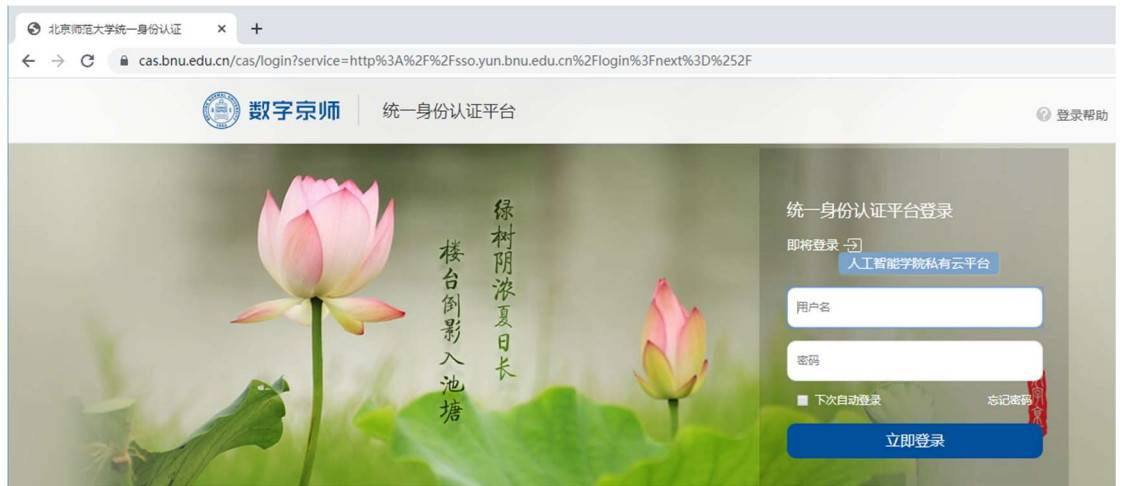 北京师范大学统一身份认证
cas.bnu.edu.cn/cas/login?service=http%3A%2F%2Fsso.yun.bnu.edu.cn%2Flogin%3Fnext%3D%252F
数字京师
统一身份认证平台
登录帮助
绿树阴浓夏日长
楼台倒影入池塘
统一身份认证平台登录
即将登录
人工智能学院私有云平台
用户名
密码
下次自动登录
忘记密码
立即登录